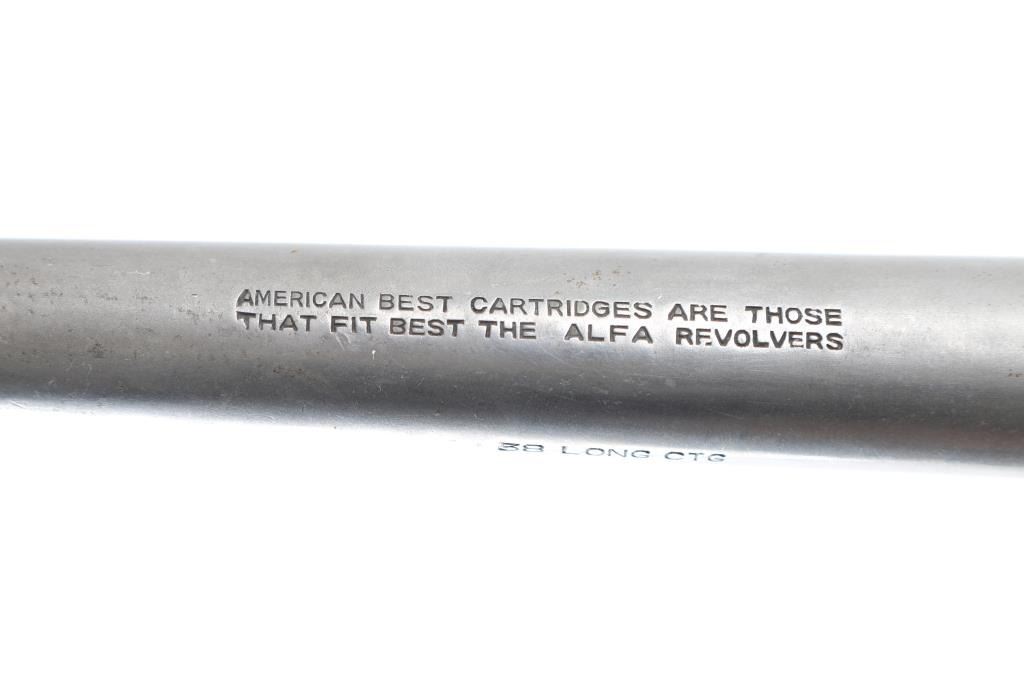 AMERICAN BEST CARTRIDGES ARE THOSE
THAT FIT BEST THE ALFA REVOLVERS
38 LONG CTG